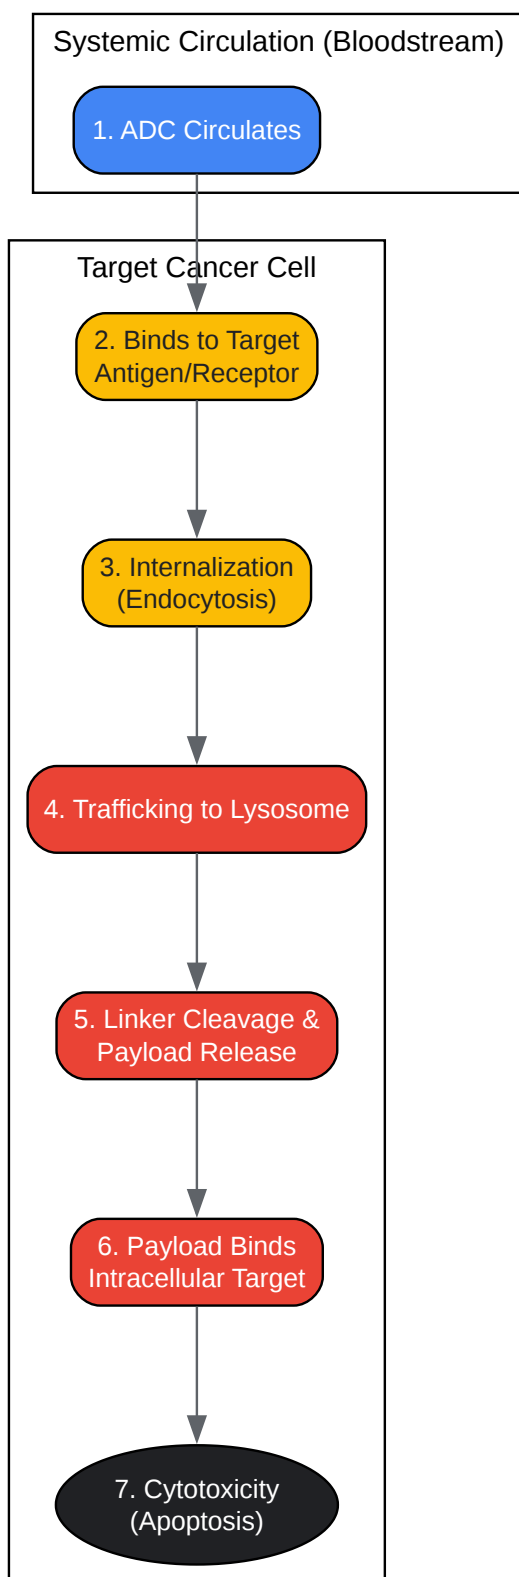 Systemic Circulation (Bloodstream)
1. ADC Circulates
Target Cancer Cell
2. Binds to Target
Antigen/Receptor
3. Internalization
(Endocytosis)
4. Trafficking to Lysosome
5. Linker Cleavage &
Payload Release
6. Payload Binds
Intracellular Target
7. Cytotoxicity
(Apoptosis)